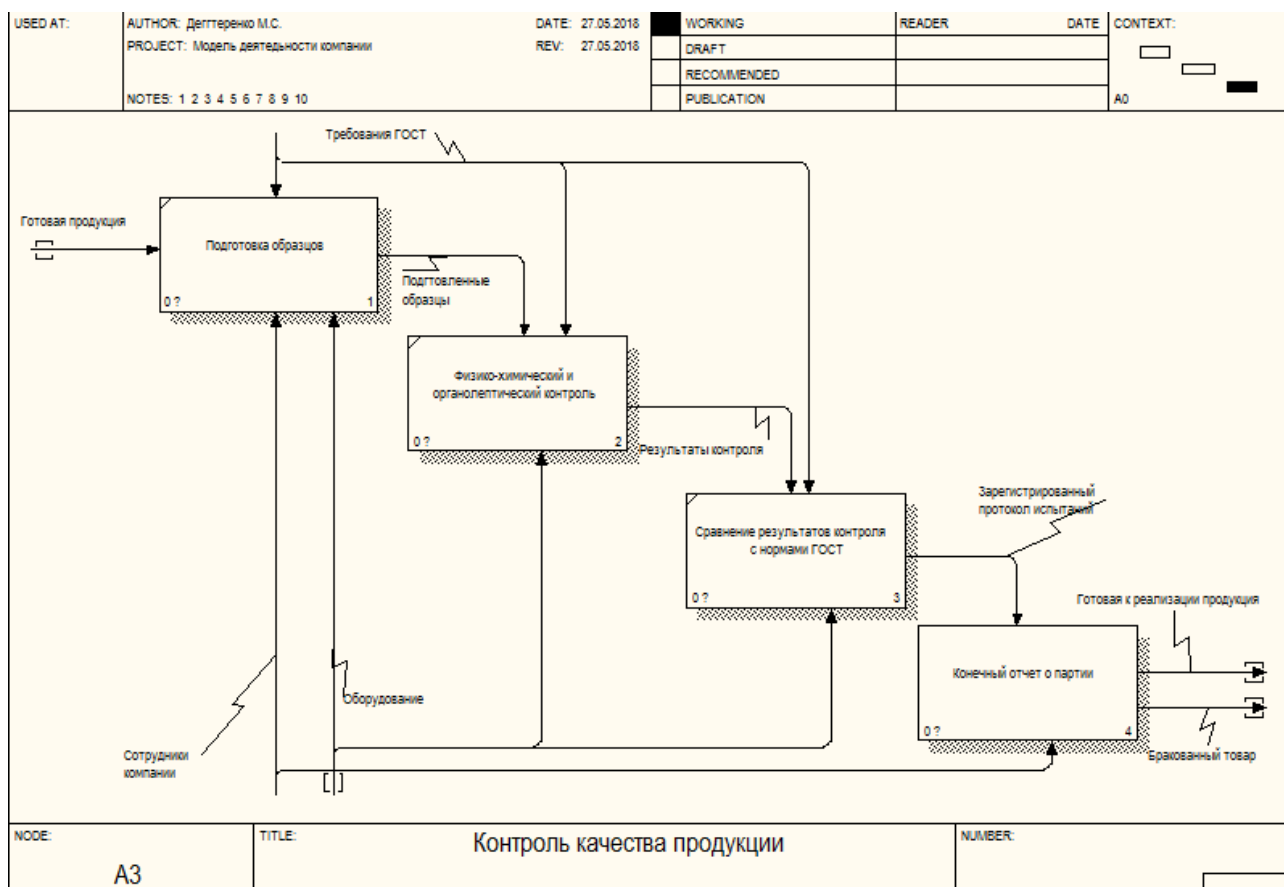 USED AT:
AUTHOR: Дегттеренко М.С.
DATE: 27.05.2018
PROJECT: Модель деятельности компании
REV: 27.05.2018
NOTES: 1 2 3 4 5 6 7 8 9 10
WORKING
DRAFT
RECOMMENDED
PUBLICATION
READER
DATE
CONTEXT:
A0
Требования ГОСТ
Готовая продукция
Подготовка образцов
0 ?
1
Подгтовленные
образцы
Физико-химический и
органолептический контроль
0 ?
2
Результаты контроля
Зарегистрированный
протокол испытаний
Сравнение результатов контроля
с нормами ГОСТ
0 ?
3
Готовая к реализации продукция
Конечный отчет о партии
0 ?
4
Бракованный товар
Оборудование
Сотрудники
компании
NODE:
A3
TITLE:
Контроль качества продукции
NUMBER: